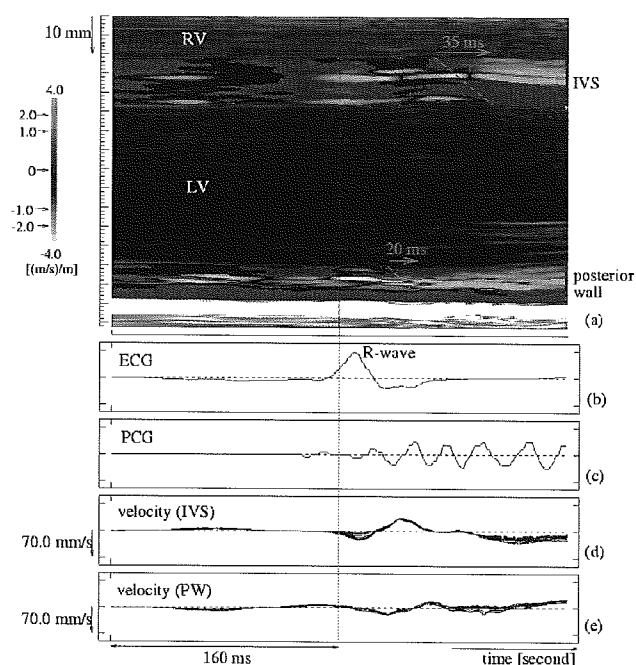 10 mm
RV
35 ms
IVS
4.0
2.0
1.0
0
-1.0
-2.0
-4.0
[(m/s)/m]
LV
20 ms
posterior
wall
(a)
ECG
R-wave
(b)
PCG
(c)
velocity (IVS)
70.0 mm/s
(d)
velocity (PW)
70.0 mm/s
(e)
160 ms
time [second]